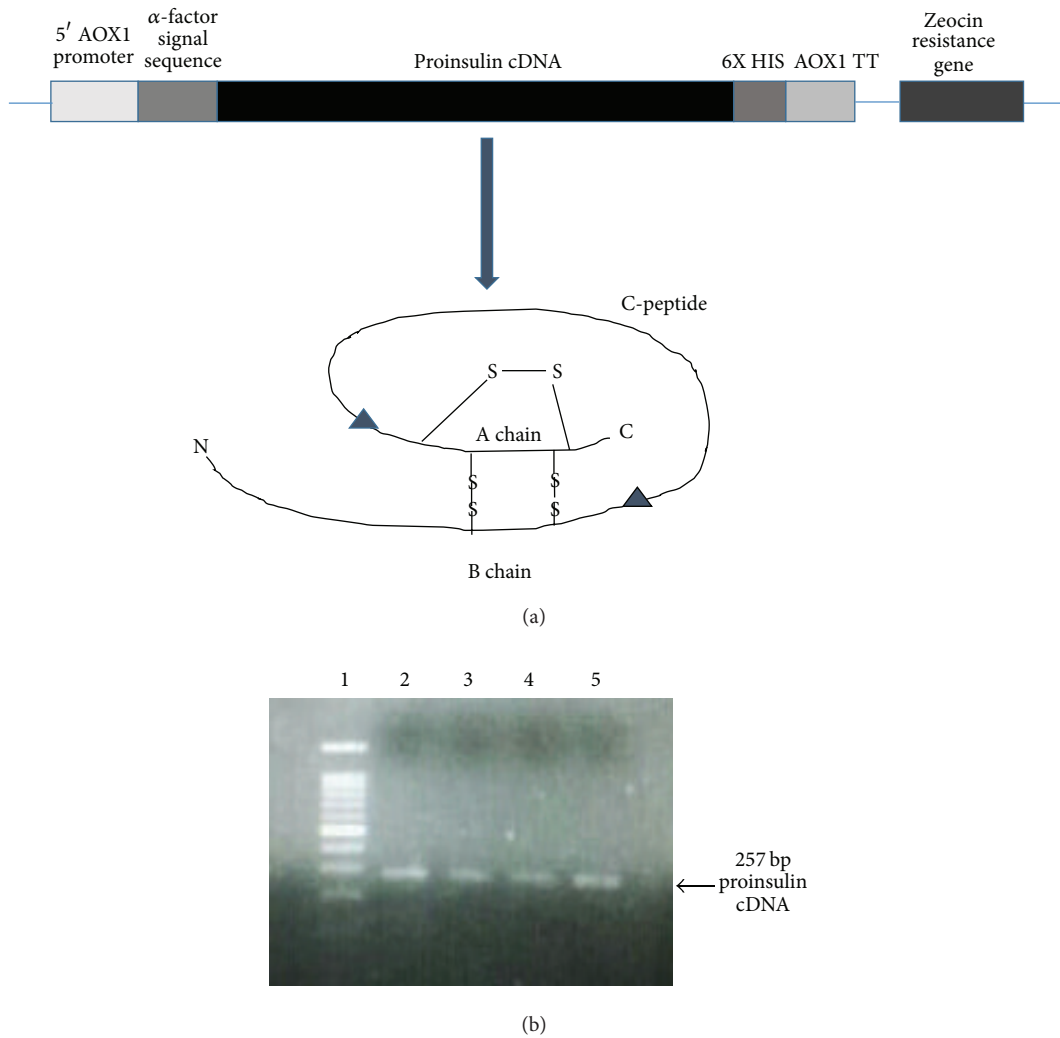 5′ AOX1
promoter
α-factor
signal
sequence
Proinsulin cDNA
6X HIS
AOX1 TT
Zeocin
resistance
gene
C-peptide
S
S
A chain
C
N
S
S
S
S
B chain
(a)
1 2 3 4 5
257 bp
proinsulin
cDNA
(b)